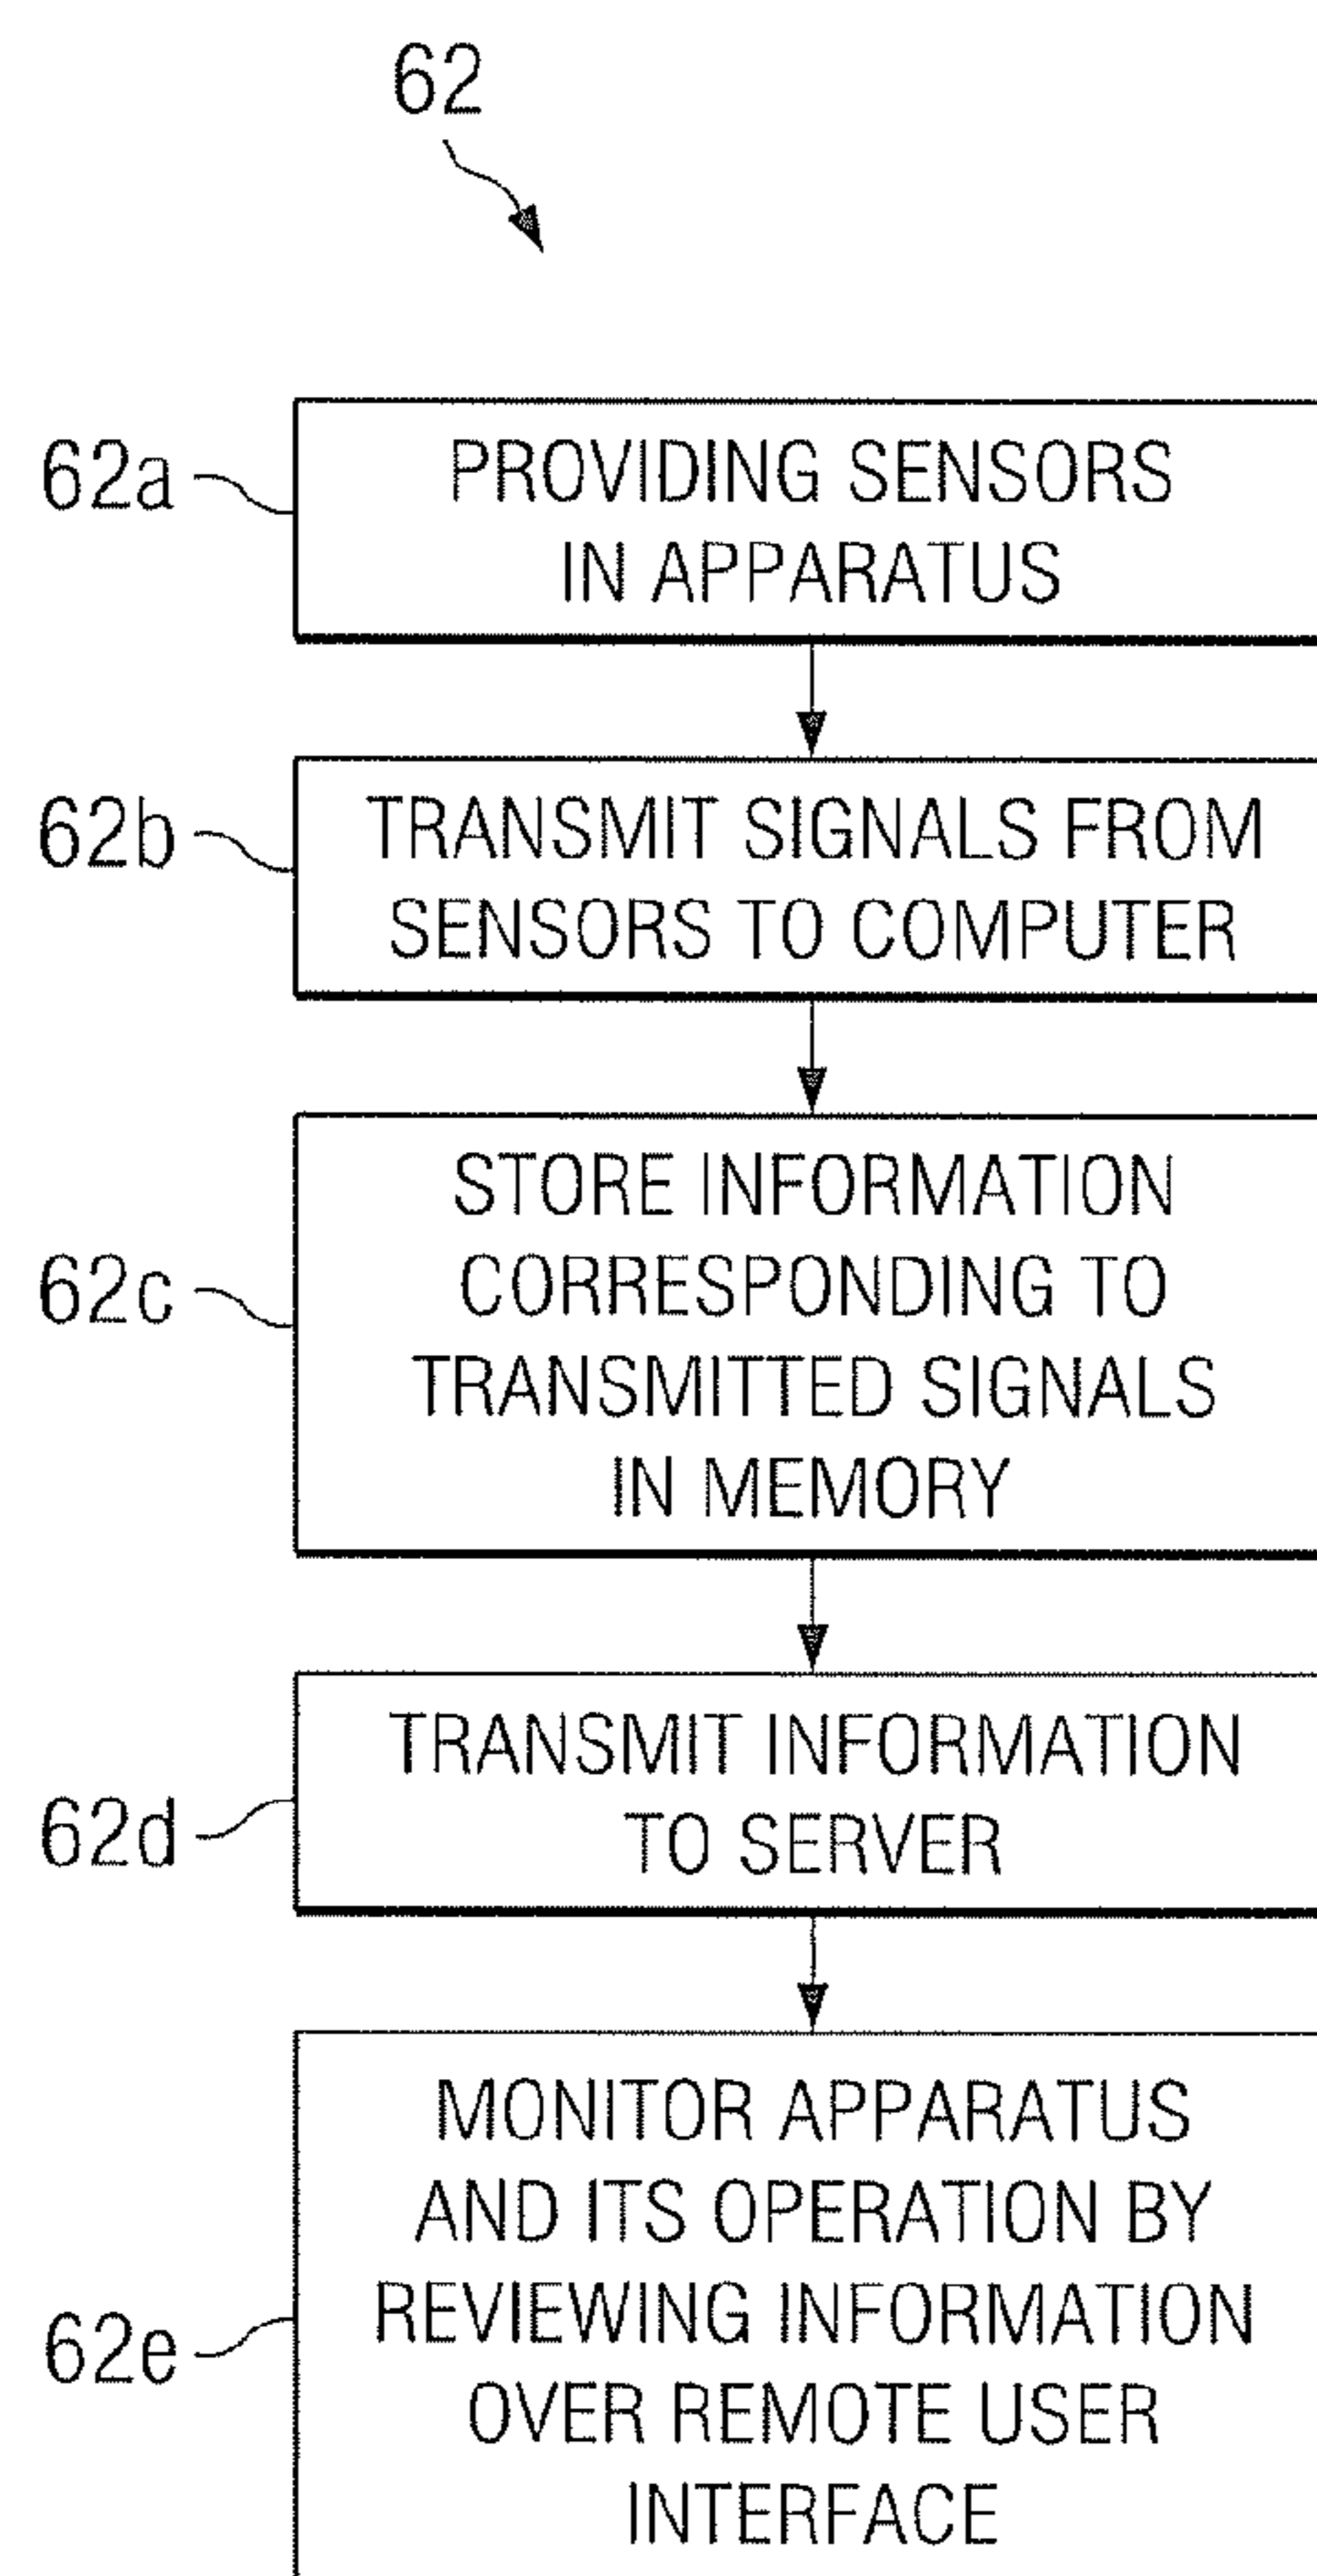 62
62a
PROVIDING SENSORS
IN APPARATUS
62b
TRANSMIT SIGNALS FROM
SENSORS TO COMPUTER
62c
STORE INFORMATION
CORRESPONDING TO
TRANSMITTED SIGNALS
IN MEMORY
62d
TRANSMIT INFORMATION
TO SERVER
62e
MONITOR APPARATUS
AND ITS OPERATION BY
REVIEWING INFORMATION
OVER REMOTE USER
INTERFACE